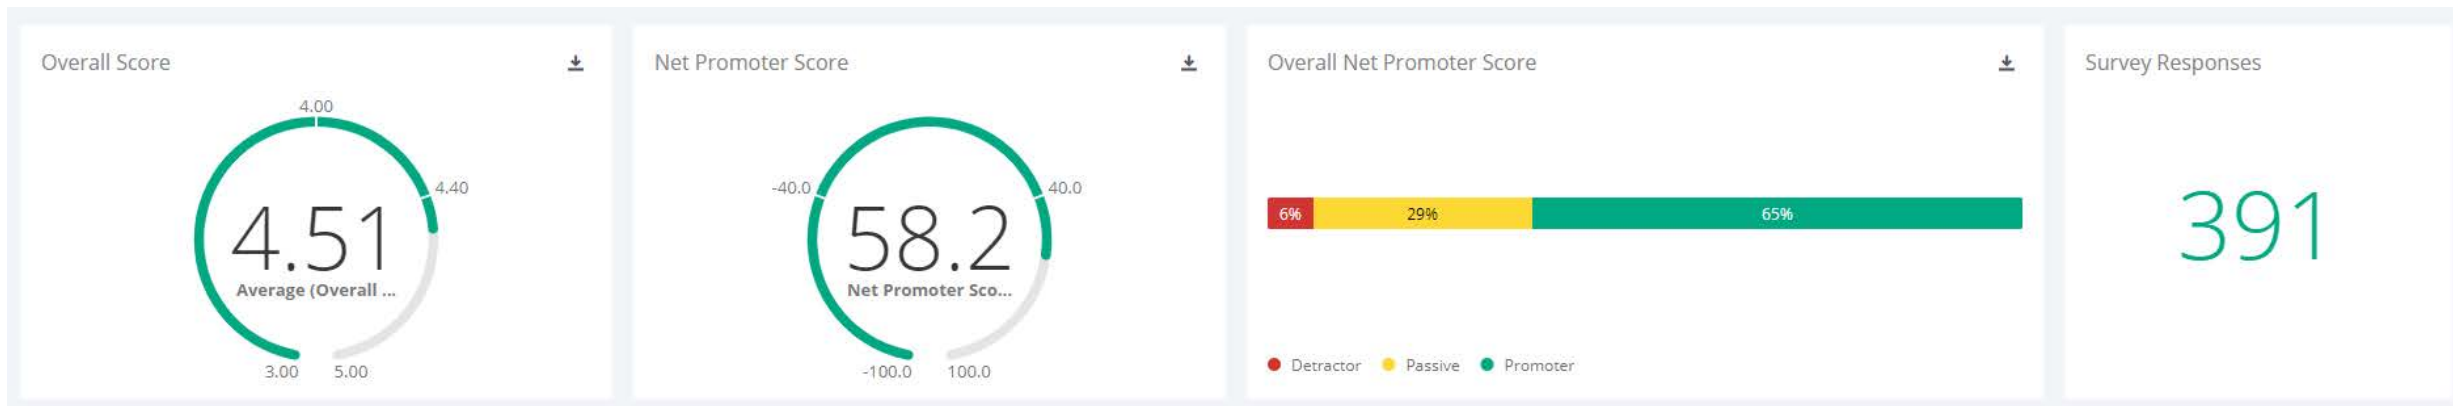 Overall Score
4.00
4.40
4.51
Average (Overall ...
3.00 5.00
Net Promoter Score
-40.0 40.0
58.2
Net Promoter Sco...
-100.0 100.0
Overall Net Promoter Score
6% 29% 65%
Detractor Passive Promoter
Survey Responses
391